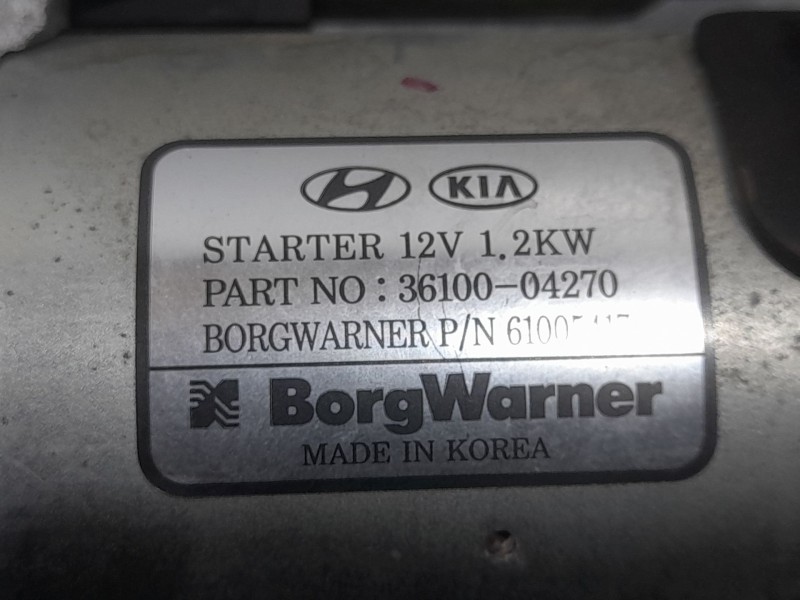 KIA
STARTER 12V 1.2KW
PART NO : 36100-04270
BORGWARNER P/N
BorgWarner
MADE IN KOREA